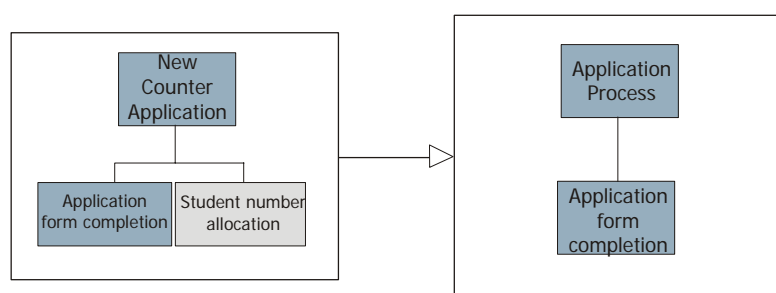 New
Counter
Application
Application
form completion
Student number
allocation
Application
Process
Application
form
completion